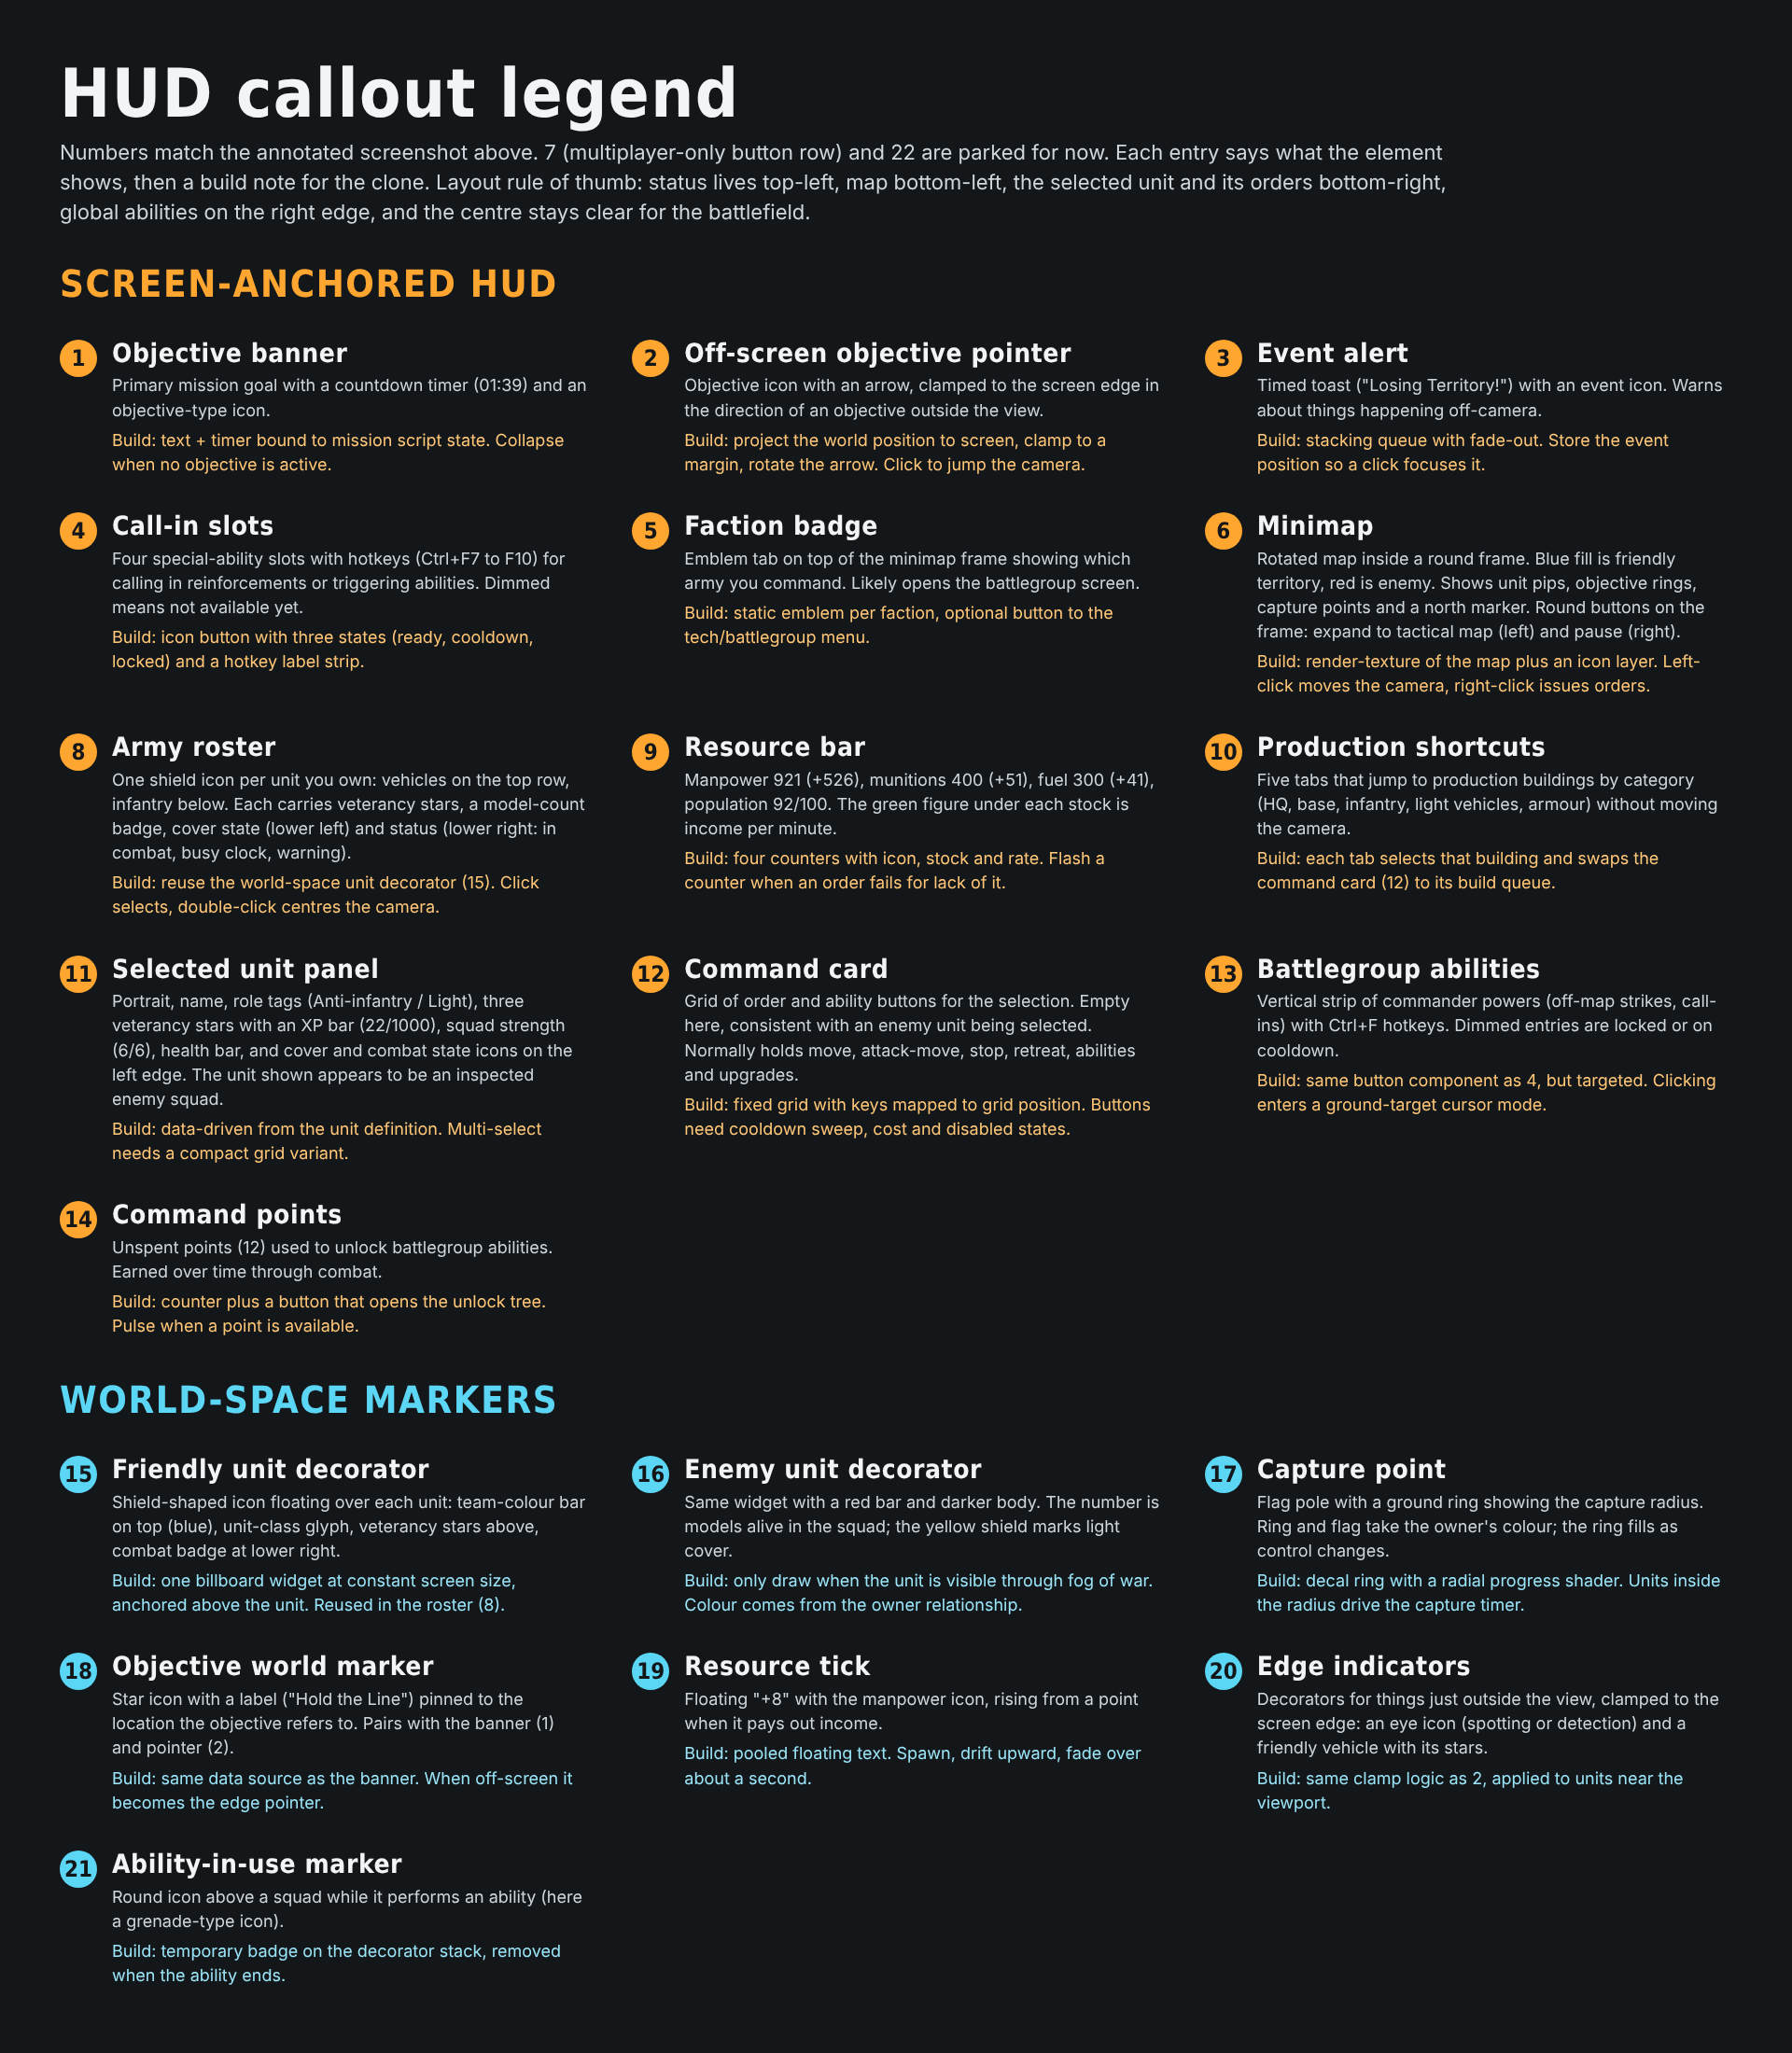 HUD callout legend
Numbers match the annotated screenshot above. 7 (multiplayer-only button row) and 22 are parked for now. Each entry says what the element
shows, then a build note for the clone. Layout rule of thumb: status lives top-left, map bottom-left, the selected unit and its orders bottom-right,
global abilities on the right edge, and the centre stays clear for the battlefield.
SCREEN-ANCHORED HUD
1 Objective banner
Primary mission goal with a countdown timer (01:39) and an
objective-type icon.
Build: text + timer bound to mission script state. Collapse
when no objective is active.
2 Off-screen objective pointer
Objective icon with an arrow, clamped to the screen edge in
the direction of an objective outside the view.
Build: project the world position to screen, clamp to a
margin, rotate the arrow. Click to jump the camera.
3 Event alert
Timed toast ("Losing Territory!") with an event icon. Warns
about things happening off-camera.
Build: stacking queue with fade-out. Store the event
position so a click focuses it.
4 Call-in slots
Four special-ability slots with hotkeys (Ctrl+F7 to F10) for
calling in reinforcements or triggering abilities. Dimmed
means not available yet.
Build: icon button with three states (ready, cooldown,
locked) and a hotkey label strip.
5 Faction badge
Emblem tab on top of the minimap frame showing which
army you command. Likely opens the battlegroup screen.
Build: static emblem per faction, optional button to the
tech/battlegroup menu.
6 Minimap
Rotated map inside a round frame. Blue fill is friendly
territory, red is enemy. Shows unit pips, objective rings,
capture points and a north marker. Round buttons on the
frame: expand to tactical map (left) and pause (right).
Build: render-texture of the map plus an icon layer. Left-
click moves the camera, right-click issues orders.
8 Army roster
One shield icon per unit you own: vehicles on the top row,
infantry below. Each carries veterancy stars, a model-count
badge, cover state (lower left) and status (lower right: in
combat, busy clock, warning).
Build: reuse the world-space unit decorator (15). Click
selects, double-click centres the camera.
9 Resource bar
Manpower 921 (+526), munitions 400 (+51), fuel 300 (+41),
population 92/100. The green figure under each stock is
income per minute.
Build: four counters with icon, stock and rate. Flash a
counter when an order fails for lack of it.
10 Production shortcuts
Five tabs that jump to production buildings by category
(HQ, base, infantry, light vehicles, armour) without moving
the camera.
Build: each tab selects that building and swaps the
command card (12) to its build queue.
11 Selected unit panel
Portrait, name, role tags (Anti-infantry / Light), three
veterancy stars with an XP bar (22/1000), squad strength
(6/6), health bar, and cover and combat state icons on the
left edge. The unit shown appears to be an inspected
enemy squad.
Build: data-driven from the unit definition. Multi-select
needs a compact grid variant.
12 Command card
Grid of order and ability buttons for the selection. Empty
here, consistent with an enemy unit being selected.
Normally holds move, attack-move, stop, retreat, abilities
and upgrades.
Build: fixed grid with keys mapped to grid position. Buttons
need cooldown sweep, cost and disabled states.
13 Battlegroup abilities
Vertical strip of commander powers (off-map strikes, call-
ins) with Ctrl+F hotkeys. Dimmed entries are locked or on
cooldown.
Build: same button component as 4, but targeted. Clicking
enters a ground-target cursor mode.
14 Command points
Unspent points (12) used to unlock battlegroup abilities.
Earned over time through combat.
Build: counter plus a button that opens the unlock tree.
Pulse when a point is available.
WORLD-SPACE MARKERS
15 Friendly unit decorator
Shield-shaped icon floating over each unit: team-colour bar
on top (blue), unit-class glyph, veterancy stars above,
combat badge at lower right.
Build: one billboard widget at constant screen size,
anchored above the unit. Reused in the roster (8).
16 Enemy unit decorator
Same widget with a red bar and darker body. The number is
models alive in the squad; the yellow shield marks light
cover.
Build: only draw when the unit is visible through fog of war.
Colour comes from the owner relationship.
17 Capture point
Flag pole with a ground ring showing the capture radius.
Ring and flag take the owner's colour; the ring fills as
control changes.
Build: decal ring with a radial progress shader. Units inside
the radius drive the capture timer.
18 Objective world marker
Star icon with a label ("Hold the Line") pinned to the
location the objective refers to. Pairs with the banner (1)
and pointer (2).
Build: same data source as the banner. When off-screen it
becomes the edge pointer.
19 Resource tick
Floating "+8" with the manpower icon, rising from a point
when it pays out income.
Build: pooled floating text. Spawn, drift upward, fade over
about a second.
20 Edge indicators
Decorators for things just outside the view, clamped to the
screen edge: an eye icon (spotting or detection) and a
friendly vehicle with its stars.
Build: same clamp logic as 2, applied to units near the
viewport.
21 Ability-in-use marker
Round icon above a squad while it performs an ability (here
a grenade-type icon).
Build: temporary badge on the decorator stack, removed
when the ability ends.